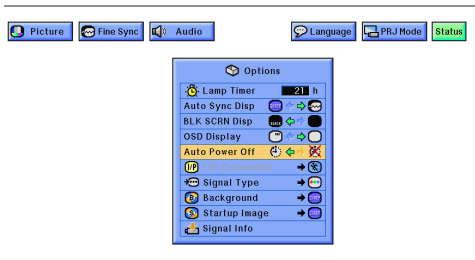 Picture Fine Sync Audio Language PRJ Mode Status
Options
Lamp Timer 21 h
Auto Sync Disp
BLK SCRN Disp
OSD Display
Auto Power Off
I/P
Signal Type
B Background
S Startup Image
Signal Info